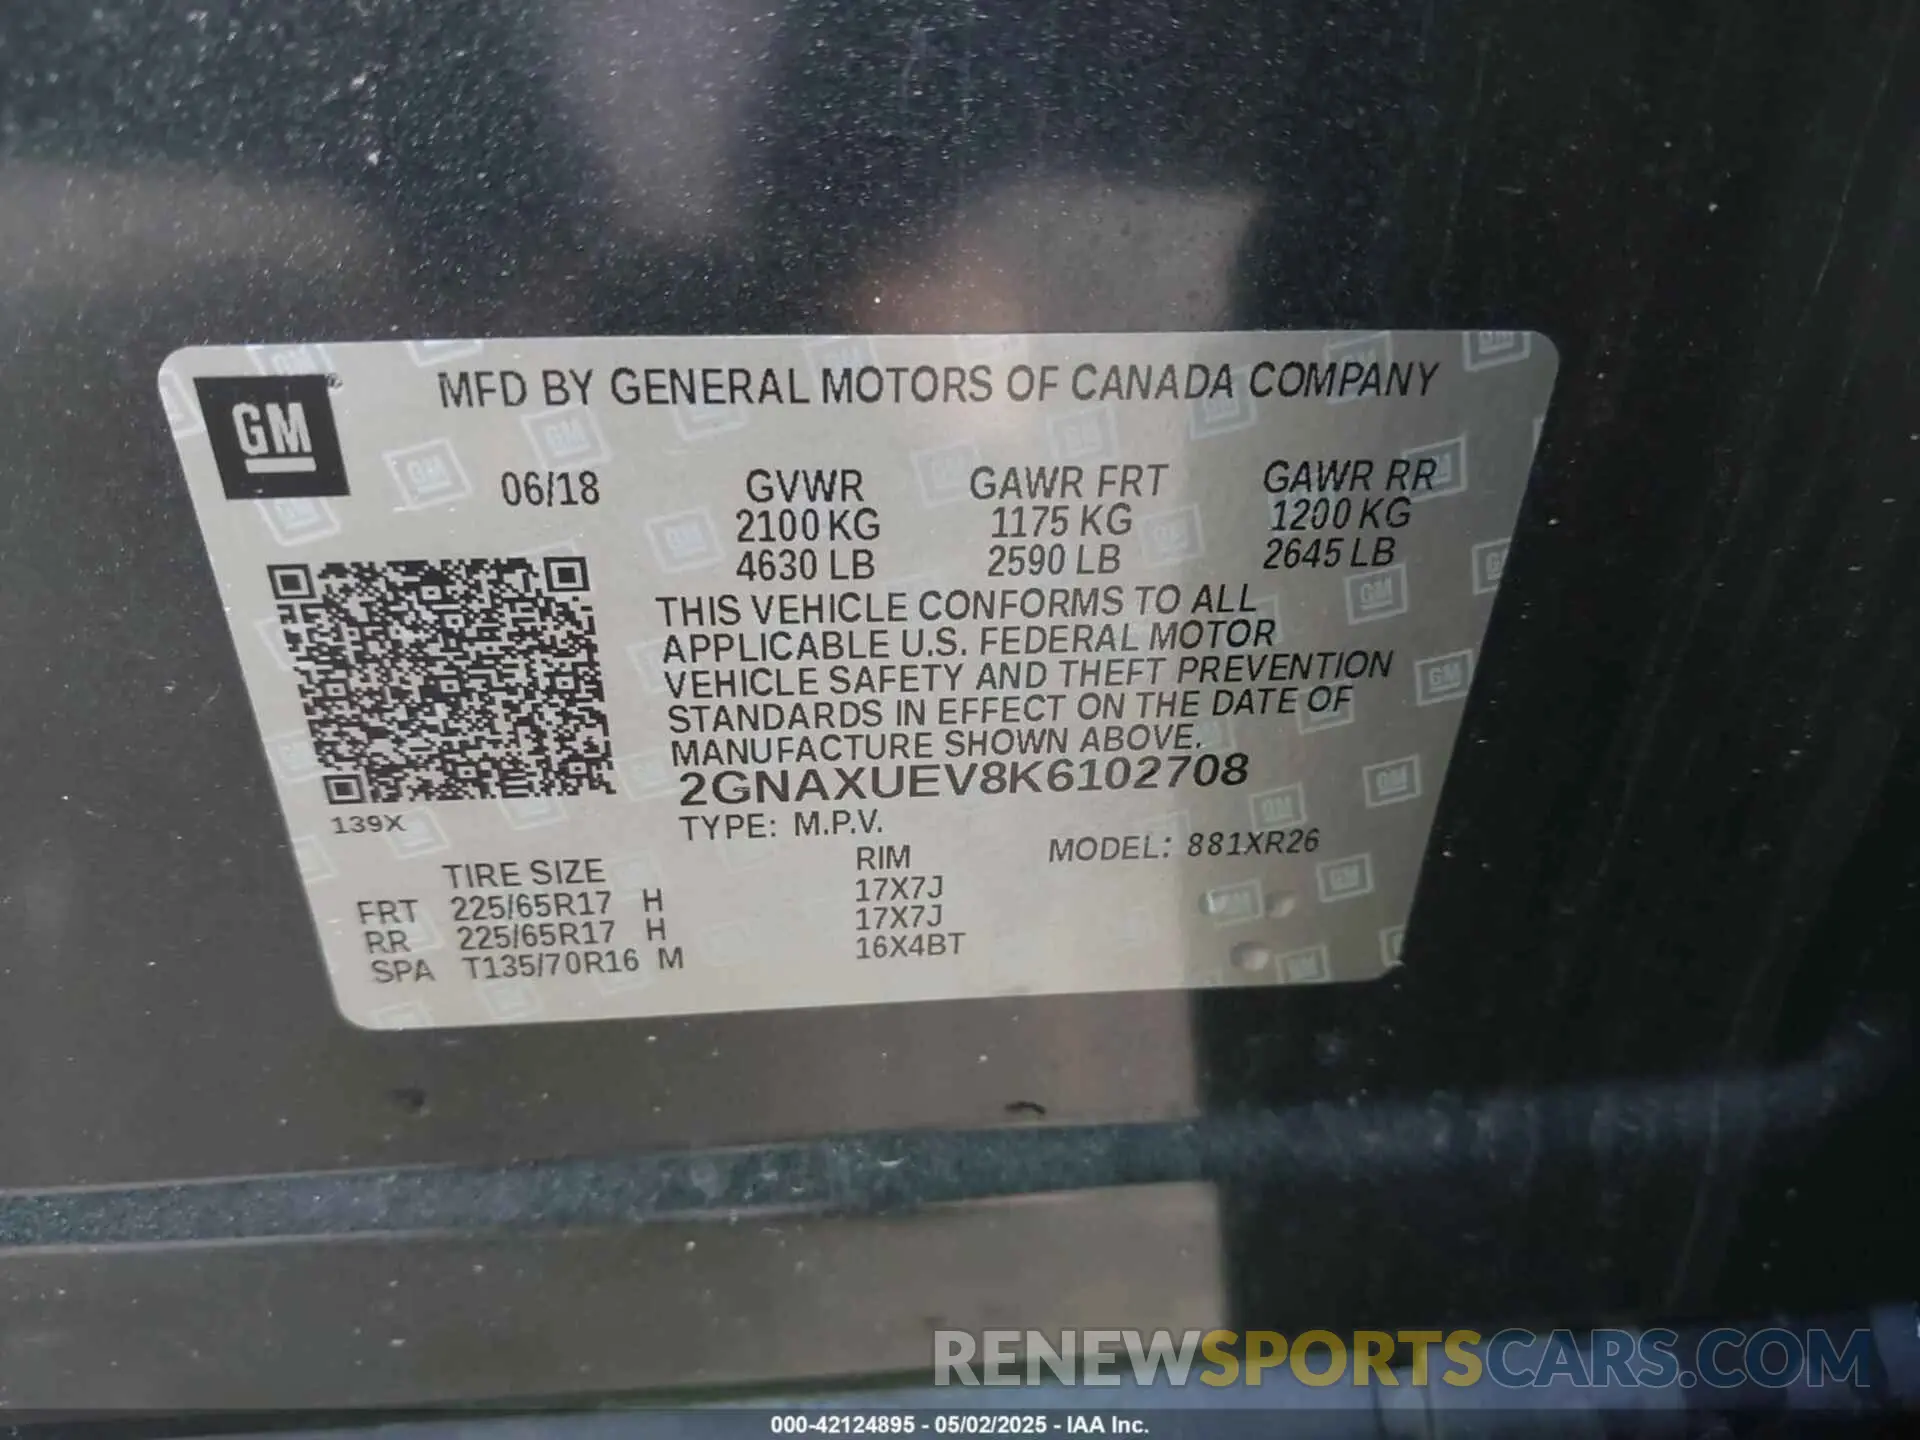 GM
MFD BY GENERAL MOTORS OF CANADA COMPANY
06/18 GVWR GAWR FRT GAWR RR
2100 KG 1175 KG 1200 KG
4630 LB 2590 LB 2645 LB
THIS VEHICLE CONFORMS TO ALL
APPLICABLE U.S. FEDERAL MOTOR
VEHICLE SAFETY AND THEFT PREVENTION
STANDARDS IN EFFECT ON THE DATE OF
MANUFACTURE SHOWN ABOVE.
2GNAXUEV8K6102708
139X TYPE: M.P.V.
MODEL: 881XR26
TIRE SIZE RIM
FRT 225/65R17 H 17X7J
RR 225/65R17 H 17X7J
SPA T135/70R16 M 16X4BT
RENEWSPORTSCARS.COM
000-42124895 - 05/02/2025 - IAA Inc.